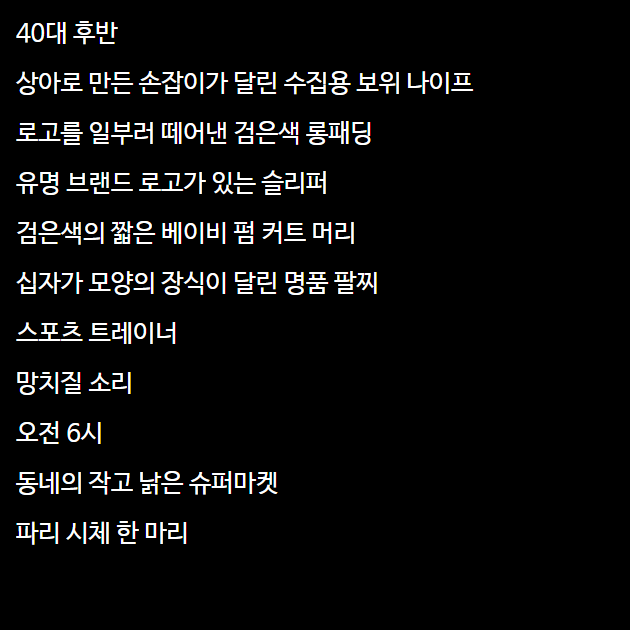 40대 후반
상아로 만든 손잡이가 달린 수집용 보위 나이프
로고를 일부러 떼어낸 검은색 롱패딩
유명 브랜드 로고가 있는 슬리퍼
검은색의 짧은 베이비 펌 커트 머리
십자가 모양의 장식이 달린 명품 팔찌
스포츠 트레이너
망치질 소리
오전 6시
동네의 작고 낡은 슈퍼마켓
파리 시체 한 마리